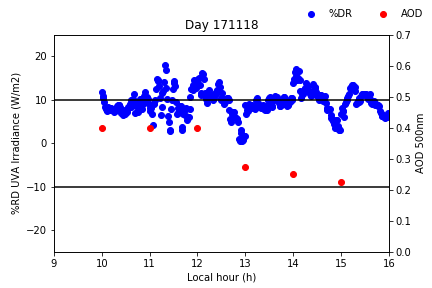 %DR AOD
Day 171118
%RD UVA Irradiance (W/m2)
20
10
0
−10
−20
0.7
0.6
0.5
0.4
0.3
0.2
0.1
0.0
AOD 500nm
9 10 11 12 13 14 15 16
Local hour (h)